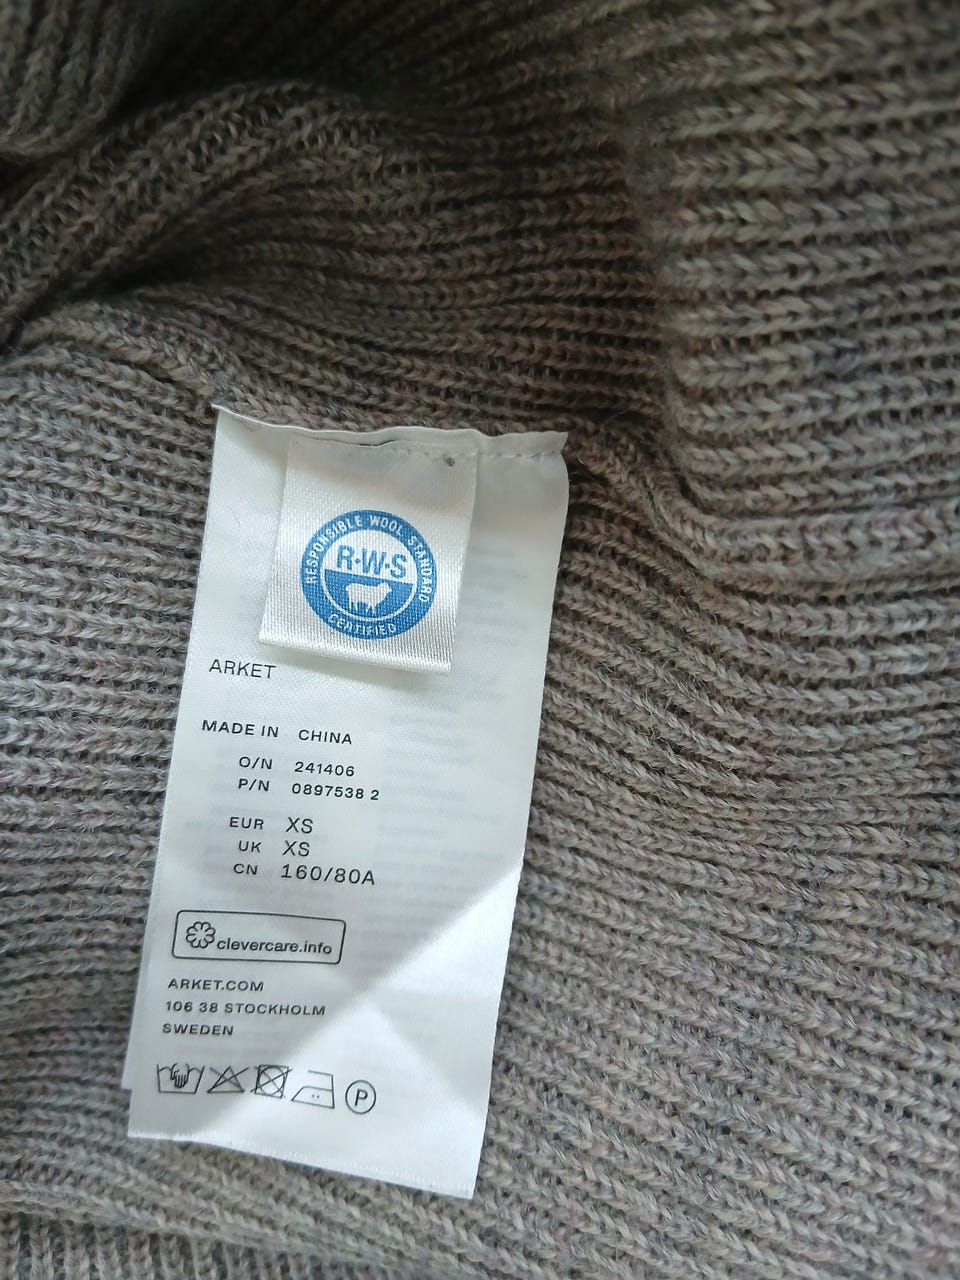 RESPONSIBLE WOOL STANDARD
R·W·S
CERTIFIED
ARKET
MADE IN CHINA
O/N 241406
P/N 0897538 2
EUR XS
UK XS
CN 160/80A
clevercare.info
ARKET.COM
106 38 STOCKHOLM
SWEDEN
P